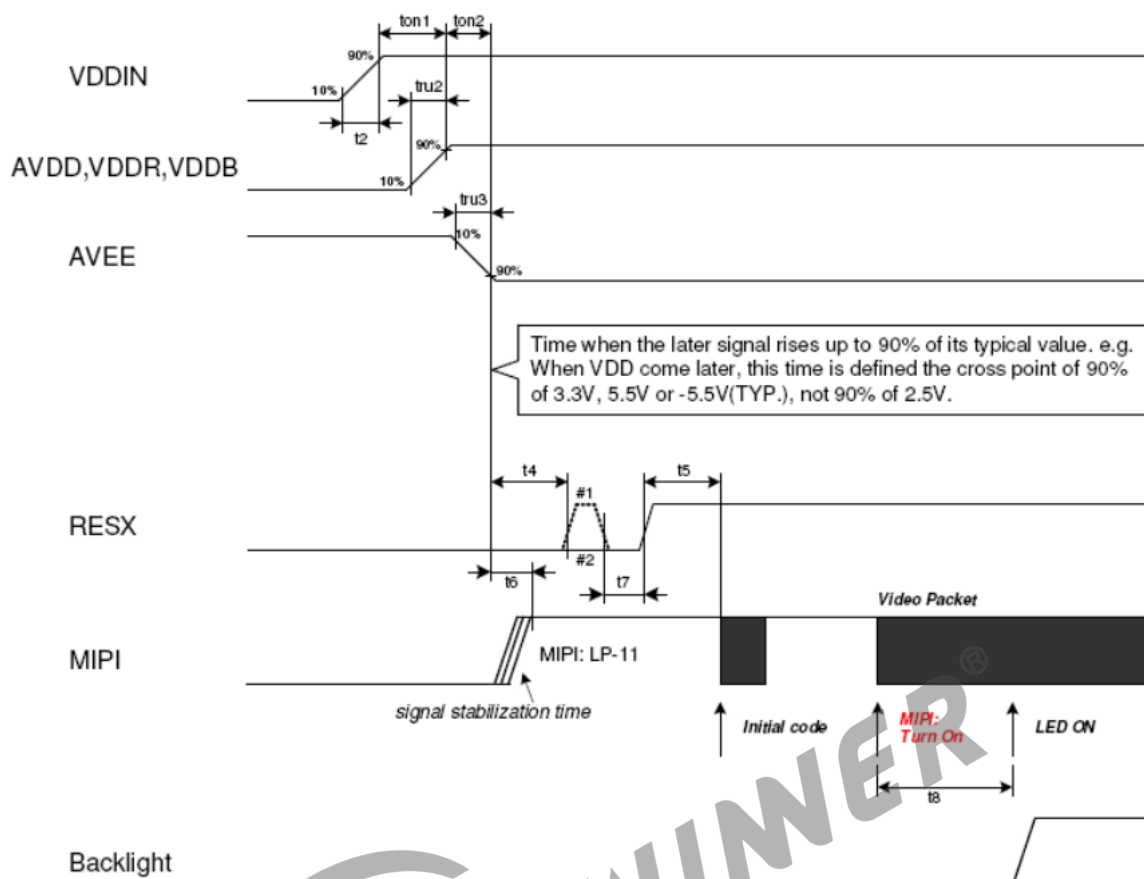 ton1 ton2
VDDIN
90%
10%
tru2
t2
AVDD,VDDR,VDDB
90%
10%
tru3
AVEE
10%
90%
Time when the later signal rises up to 90% of its typical value. e.g.
When VDD come later, this time is defined the cross point of 90%
of 3.3V, 5.5V or -5.5V(TYP.), not 90% of 2.5V.
t4
t5
#1
RESX
#2
t6
t7
Video Packet
MIPI
MIPI: LP-11
signal stabilization time
Initial code
MIPI:
Turn On
LED ON
t8
Backlight
®